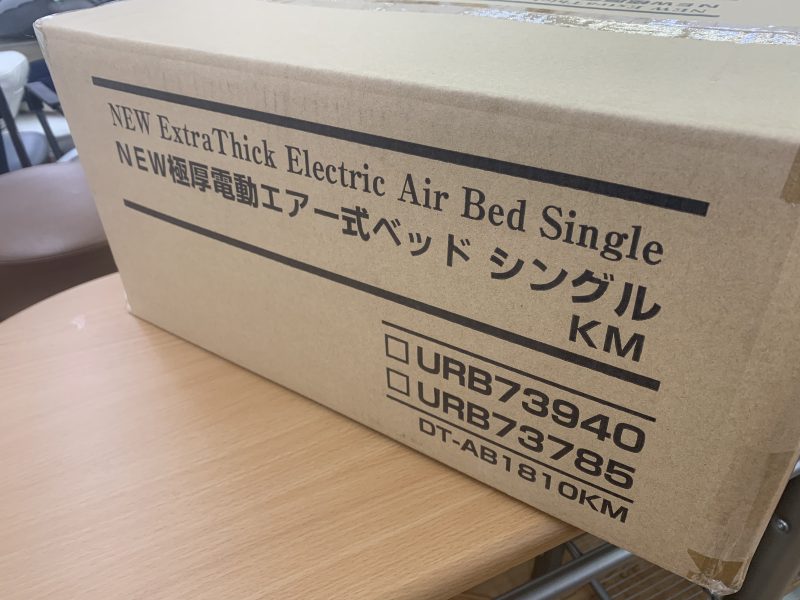 NEW ExtraThick Electric Air Bed Single
NEW極厚電動エアー式ベッド シングル
KM
□URB73940
□URB73785
DT-AB1810KM